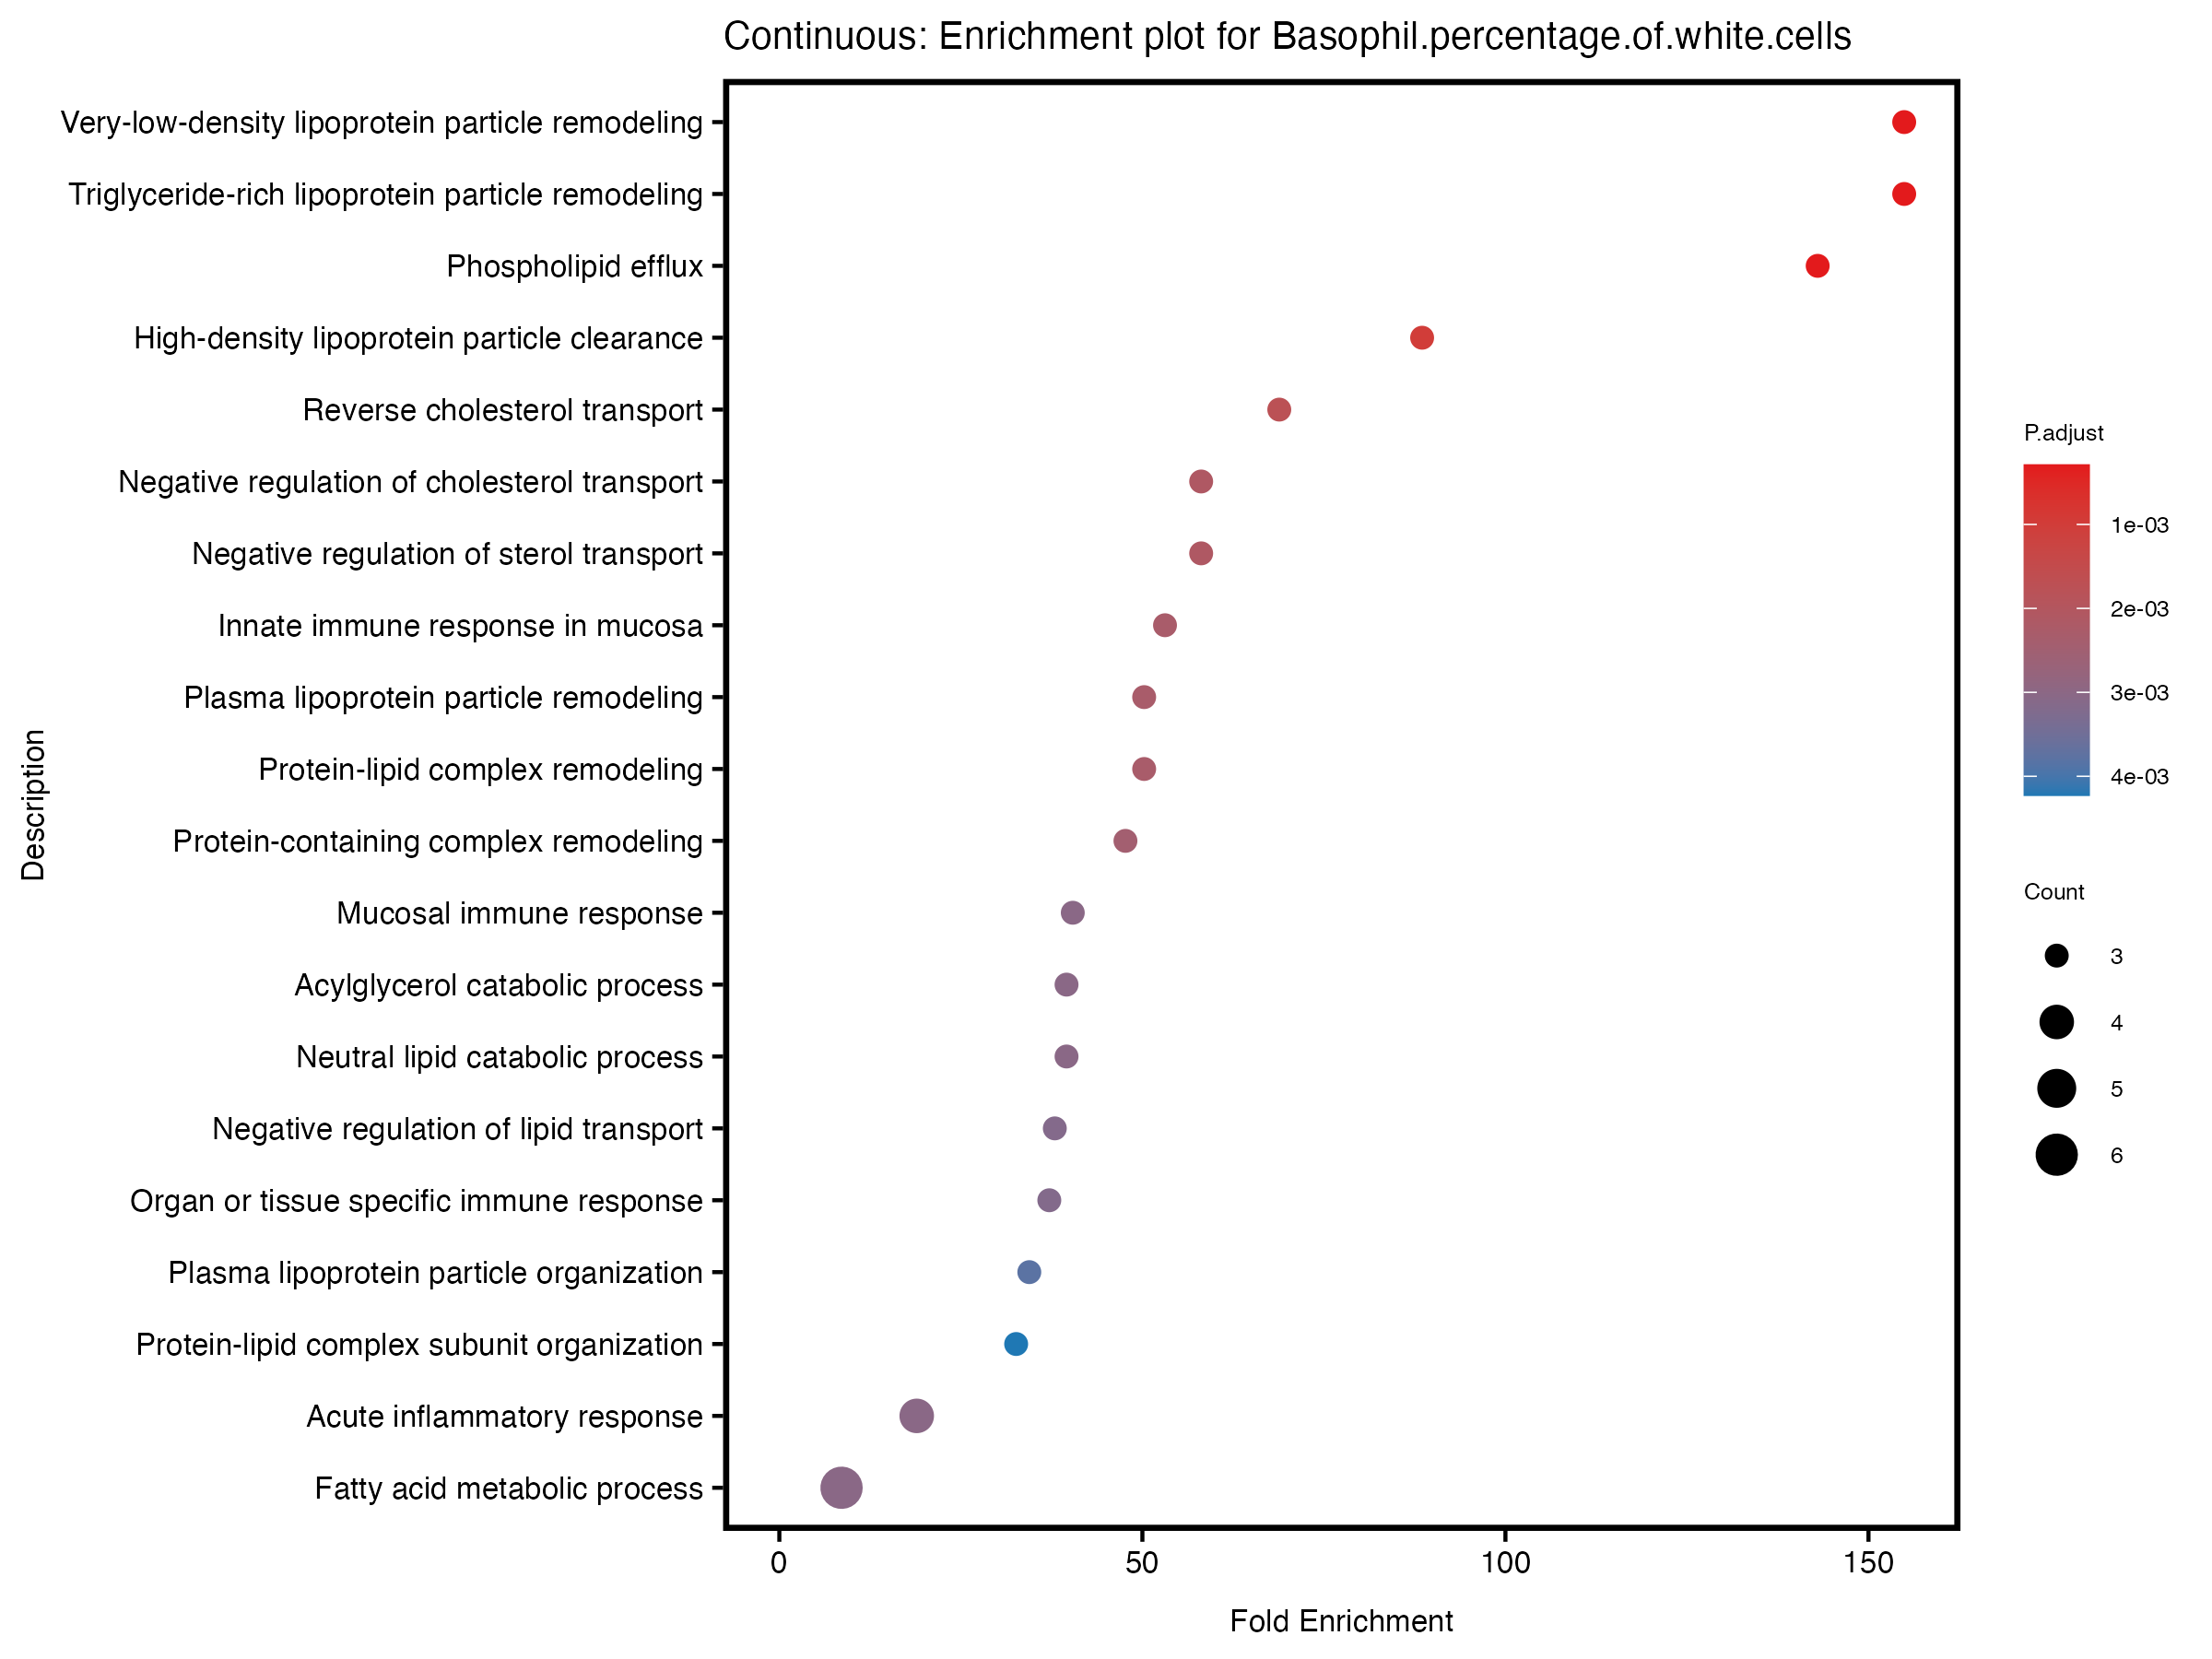 Continuous: Enrichment plot for Basophil.percentage.of.white.cells
Very-low-density lipoprotein particle remodeling
Triglyceride-rich lipoprotein particle remodeling
Phospholipid efflux
High-density lipoprotein particle clearance
Reverse cholesterol transport
Negative regulation of cholesterol transport
Negative regulation of sterol transport
Innate immune response in mucosa
Plasma lipoprotein particle remodeling
Protein-lipid complex remodeling
Protein-containing complex remodeling
Mucosal immune response
Acylglycerol catabolic process
Neutral lipid catabolic process
Negative regulation of lipid transport
Organ or tissue specific immune response
Plasma lipoprotein particle organization
Protein-lipid complex subunit organization
Acute inflammatory response
Fatty acid metabolic process
Description
0 50 100 150
Fold Enrichment
P.adjust
1e-03
2e-03
3e-03
4e-03
Count
3
4
5
6